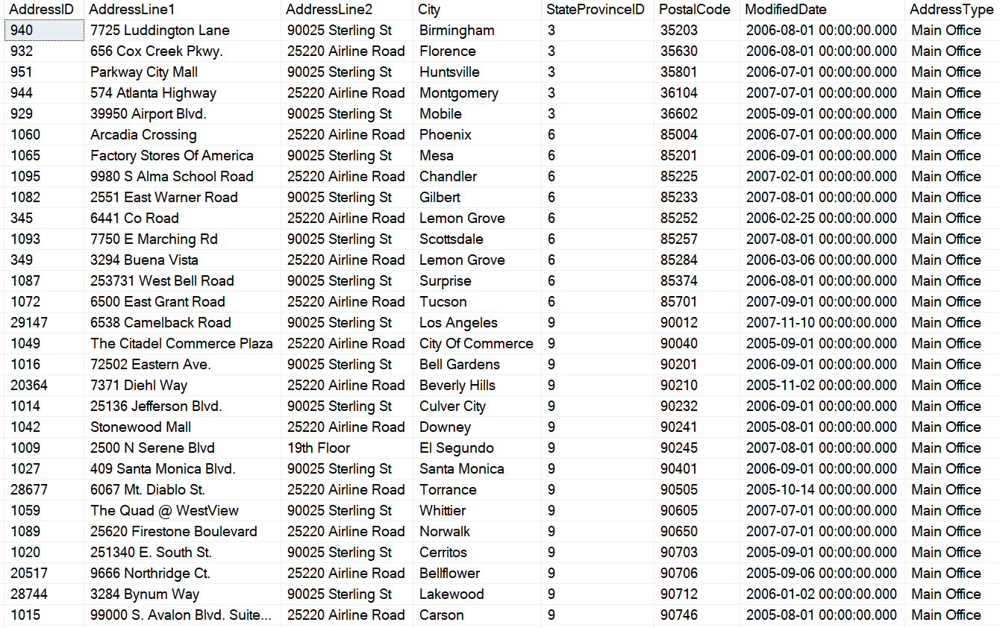 AddressID AddressLine1 AddressLine2 City StateProvinceID PostalCode ModifiedDate AddressType
940 7725 Luddington Lane 90025 Sterling St Birmingham 3 35203 2006-08-01 00:00:00.000 Main Office
932 656 Cox Creek Pkwy. 25220 Airline Road Florence 3 35630 2006-08-01 00:00:00.000 Main Office
951 Parkway City Mall 90025 Sterling St Huntsville 3 35801 2006-07-01 00:00:00.000 Main Office
944 574 Atlanta Highway 25220 Airline Road Montgomery 3 36104 2007-07-01 00:00:00.000 Main Office
929 39950 Airport Blvd. 90025 Sterling St Mobile 3 36602 2005-09-01 00:00:00.000 Main Office
1060 Arcadia Crossing 25220 Airline Road Phoenix 6 85004 2006-07-01 00:00:00.000 Main Office
1065 Factory Stores Of America 90025 Sterling St Mesa 6 85201 2006-09-01 00:00:00.000 Main Office
1095 9980 S Alma School Road 25220 Airline Road Chandler 6 85225 2007-02-01 00:00:00.000 Main Office
1082 2551 East Warner Road 90025 Sterling St Gilbert 6 85233 2007-08-01 00:00:00.000 Main Office
345 6441 Co Road 25220 Airline Road Lemon Grove 6 85252 2006-02-25 00:00:00.000 Main Office
1093 7750 E Marching Rd 90025 Sterling St Scottsdale 6 85257 2007-08-01 00:00:00.000 Main Office
349 3294 Buena Vista 25220 Airline Road Lemon Grove 6 85284 2006-03-06 00:00:00.000 Main Office
1087 253731 West Bell Road 90025 Sterling St Surprise 6 85374 2006-08-01 00:00:00.000 Main Office
1072 6500 East Grant Road 25220 Airline Road Tucson 6 85701 2007-09-01 00:00:00.000 Main Office
29147 6538 Camelback Road 90025 Sterling St Los Angeles 9 90012 2007-11-10 00:00:00.000 Main Office
1049 The Citadel Commerce Plaza 25220 Airline Road City Of Commerce 9 90040 2005-09-01 00:00:00.000 Main Office
1016 72502 Eastern Ave. 90025 Sterling St Bell Gardens 9 90201 2006-09-01 00:00:00.000 Main Office
20364 7371 Diehl Way 25220 Airline Road Beverly Hills 9 90210 2005-11-02 00:00:00.000 Main Office
1014 25136 Jefferson Blvd. 90025 Sterling St Culver City 9 90232 2006-09-01 00:00:00.000 Main Office
1042 Stonewood Mall 25220 Airline Road Downey 9 90241 2005-08-01 00:00:00.000 Main Office
1009 2500 N Serene Blvd 19th Floor El Segundo 9 90245 2007-08-01 00:00:00.000 Main Office
1027 409 Santa Monica Blvd. 90025 Sterling St Santa Monica 9 90401 2006-09-01 00:00:00.000 Main Office
28677 6067 Mt. Diablo St. 25220 Airline Road Torrance 9 90505 2005-10-14 00:00:00.000 Main Office
1059 The Quad @ WestView 90025 Sterling St Whittier 9 90605 2007-07-01 00:00:00.000 Main Office
1089 25620 Firestone Boulevard 25220 Airline Road Norwalk 9 90650 2007-07-01 00:00:00.000 Main Office
1020 251340 E. South St. 90025 Sterling St Cerritos 9 90703 2005-09-01 00:00:00.000 Main Office
20517 9666 Northridge Ct. 25220 Airline Road Bellflower 9 90706 2005-09-06 00:00:00.000 Main Office
28744 3284 Bynum Way 90025 Sterling St Lakewood 9 90712 2006-01-02 00:00:00.000 Main Office
1015 99000 S. Avalon Blvd. Suite... 25220 Airline Road Carson 9 90746 2005-08-01 00:00:00.000 Main Office